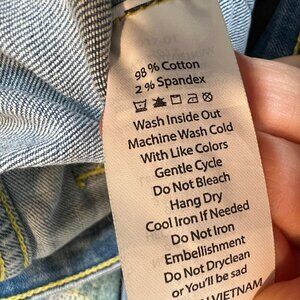 98 % Cotton
2 % Spandex
Wash Inside Out
Machine Wash Cold
With Like Colors
Gentle Cycle
Do Not Bleach
Hang Dry
Cool Iron If Needed
Do Not Iron
Embellishment
Do Not Dryclean
or You'll be sad
VIETNAM